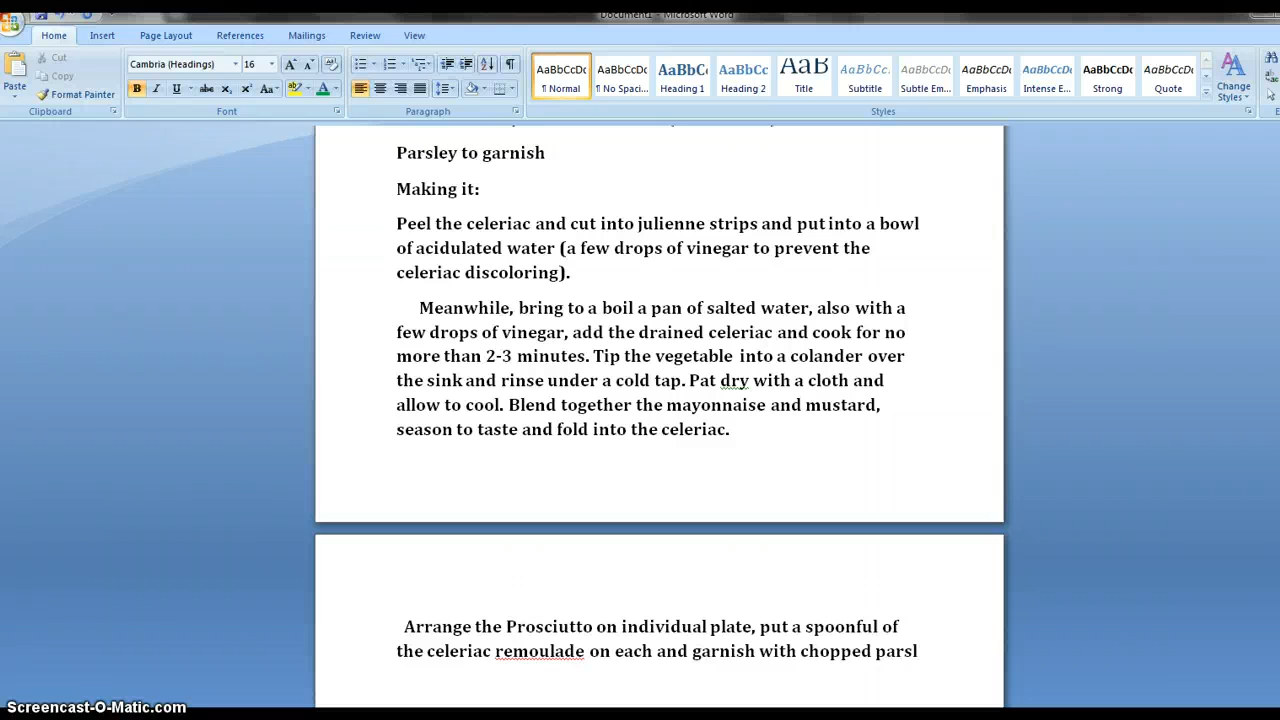 Document1 - Microsoft Word
Home Insert Page Layout References Mailings Review View
Paste
Cut
Copy
Format Painter
Clipboard
Cambria (Headings) 16
B I U abc x₂ x² Aa
Font
Paragraph
AaBbCcDc AaBbCcDc AaBbC AaBbCc AaB AaBbCc. AaBbCcDc AaBbCcDc AaBbCcDc AaBbCcDc AaBbCcDc
¶ Normal ¶ No Spaci... Heading 1 Heading 2 Title Subtitle Subtle Em... Emphasis Intense E... Strong Quote
Change
Styles
Styles
Parsley to garnish
Making it:
Peel the celeriac and cut into julienne strips and put into a bowl
of acidulated water (a few drops of vinegar to prevent the
celeriac discoloring).
Meanwhile, bring to a boil a pan of salted water, also with a
few drops of vinegar, add the drained celeriac and cook for no
more than 2-3 minutes. Tip the vegetable into a colander over
the sink and rinse under a cold tap. Pat dry with a cloth and
allow to cool. Blend together the mayonnaise and mustard,
season to taste and fold into the celeriac.
Arrange the Prosciutto on individual plate, put a spoonful of
the celeriac remoulade on each and garnish with chopped parsl
Screencast-O-Matic.com